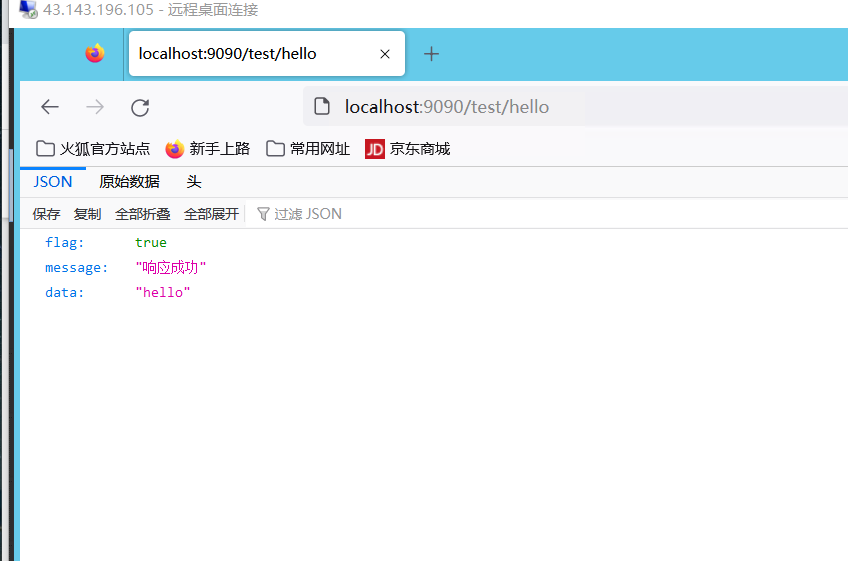 43.143.196.105 - 远程桌面连接
localhost:9090/test/hello
localhost:9090/test/hello
火狐官方站点 新手上路 常用网址 JD 京东商城
JSON 原始数据 头
保存 复制 全部折叠 全部展开 过滤 JSON
flag: true
message: "响应成功"
data: "hello"